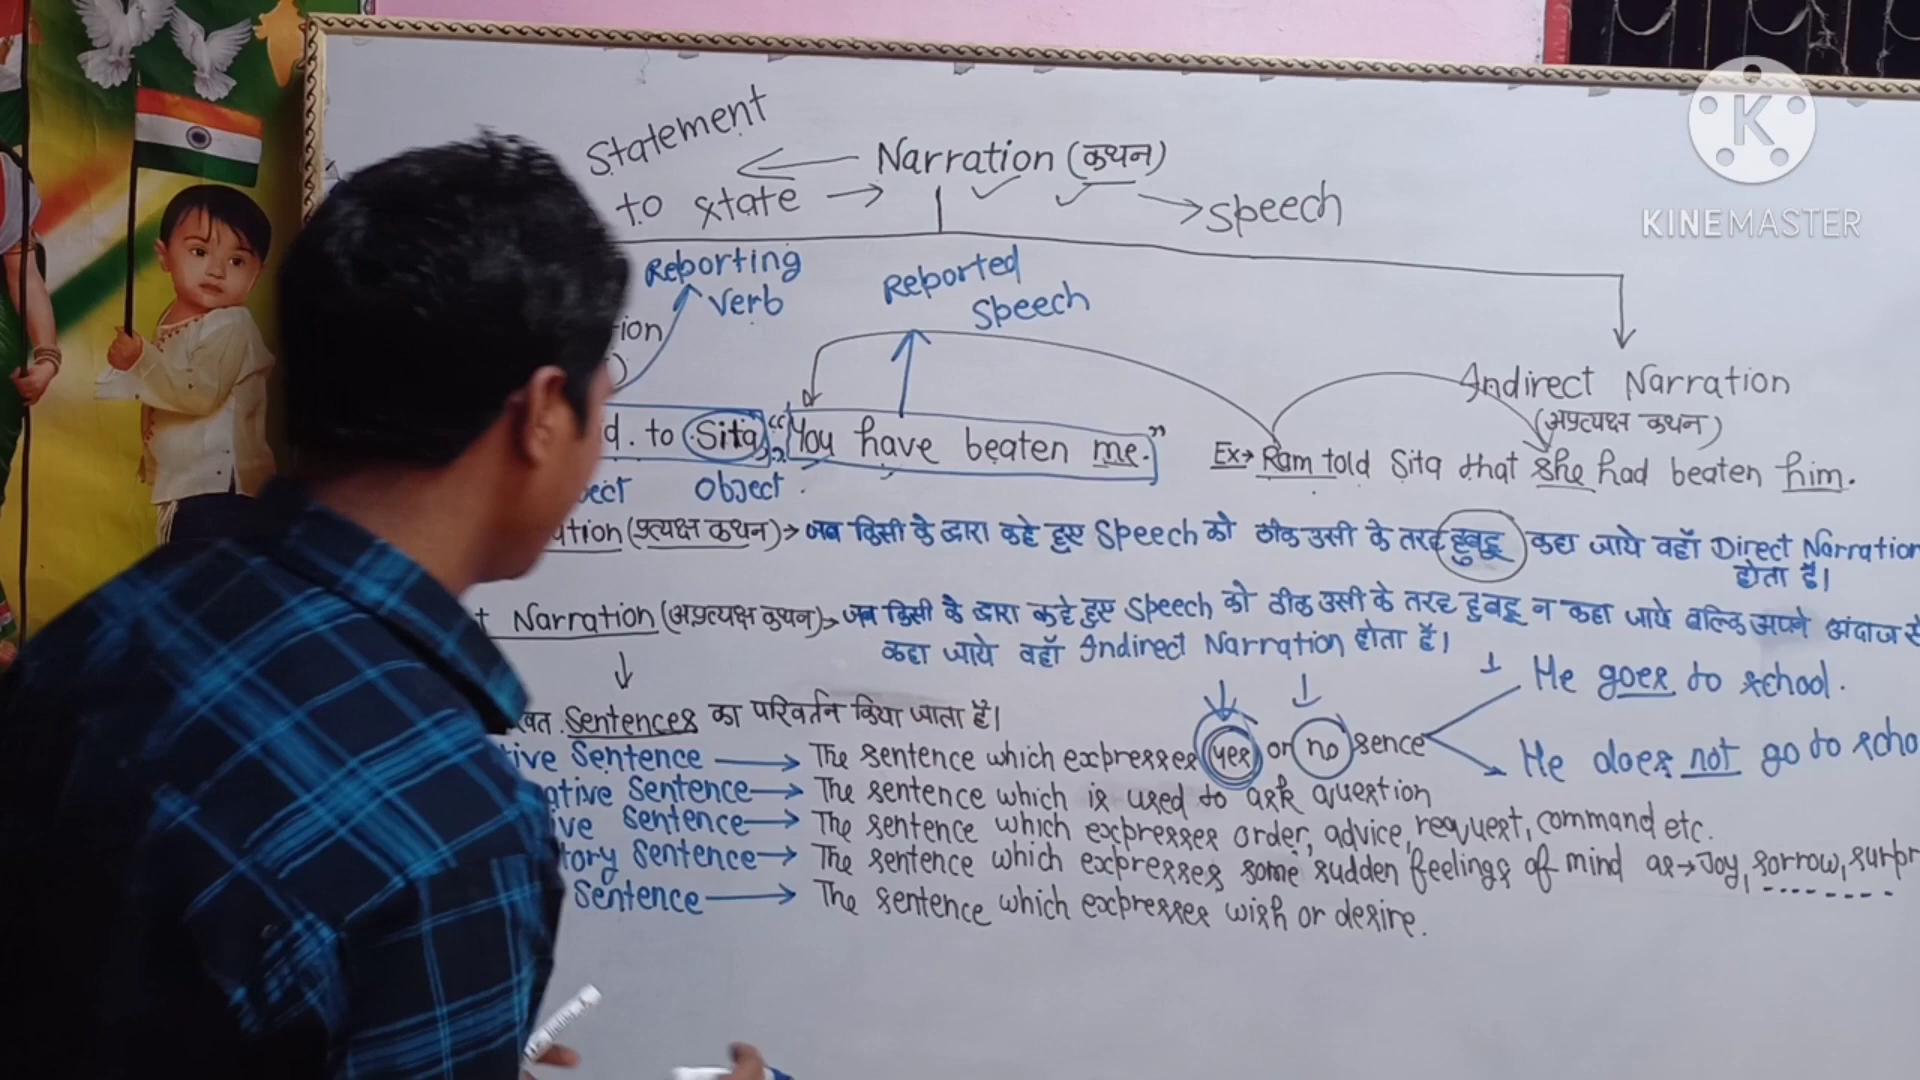 Statement
Narration (कथन)
to state
Speech
Reporting
Verb
Reported
Speech
tion
Indirect Narration
(अप्रत्यक्ष कथन)
d. to Sita, "You have beaten me."
Ex→ Ram told Sita that she had beaten him.
ject object
ation (प्रत्यक्ष कथन)→ जब किसी के द्वारा कहे हुए Speech को ठीक उसी के तरह हुबहू कहा जाये वहाँ Direct Narration
होता है।
t Narration (अप्रत्यक्ष कथन)→ जब किसी के द्वारा कहे हुए Speech को ठीक उसी के तरह हुबहू न कहा जाये बल्कि अपने अंदाज से
कहा जाये वहाँ Indirect Narration होता है।
He goes to school.
Sentences का परिवर्तन किया जाता है।
tive Sentence → The sentence which expresses yes or no sence
He does not go to scho
ative Sentence → The sentence which is used to ask question
ive Sentence → The sentence which expresses order, advice, request, command etc.
tory Sentence → The sentence which expresses some sudden feelings of mind as → Joy, sorrow, surpr
Sentence → The sentence which expresses wish or desire.
K
KINEMASTER